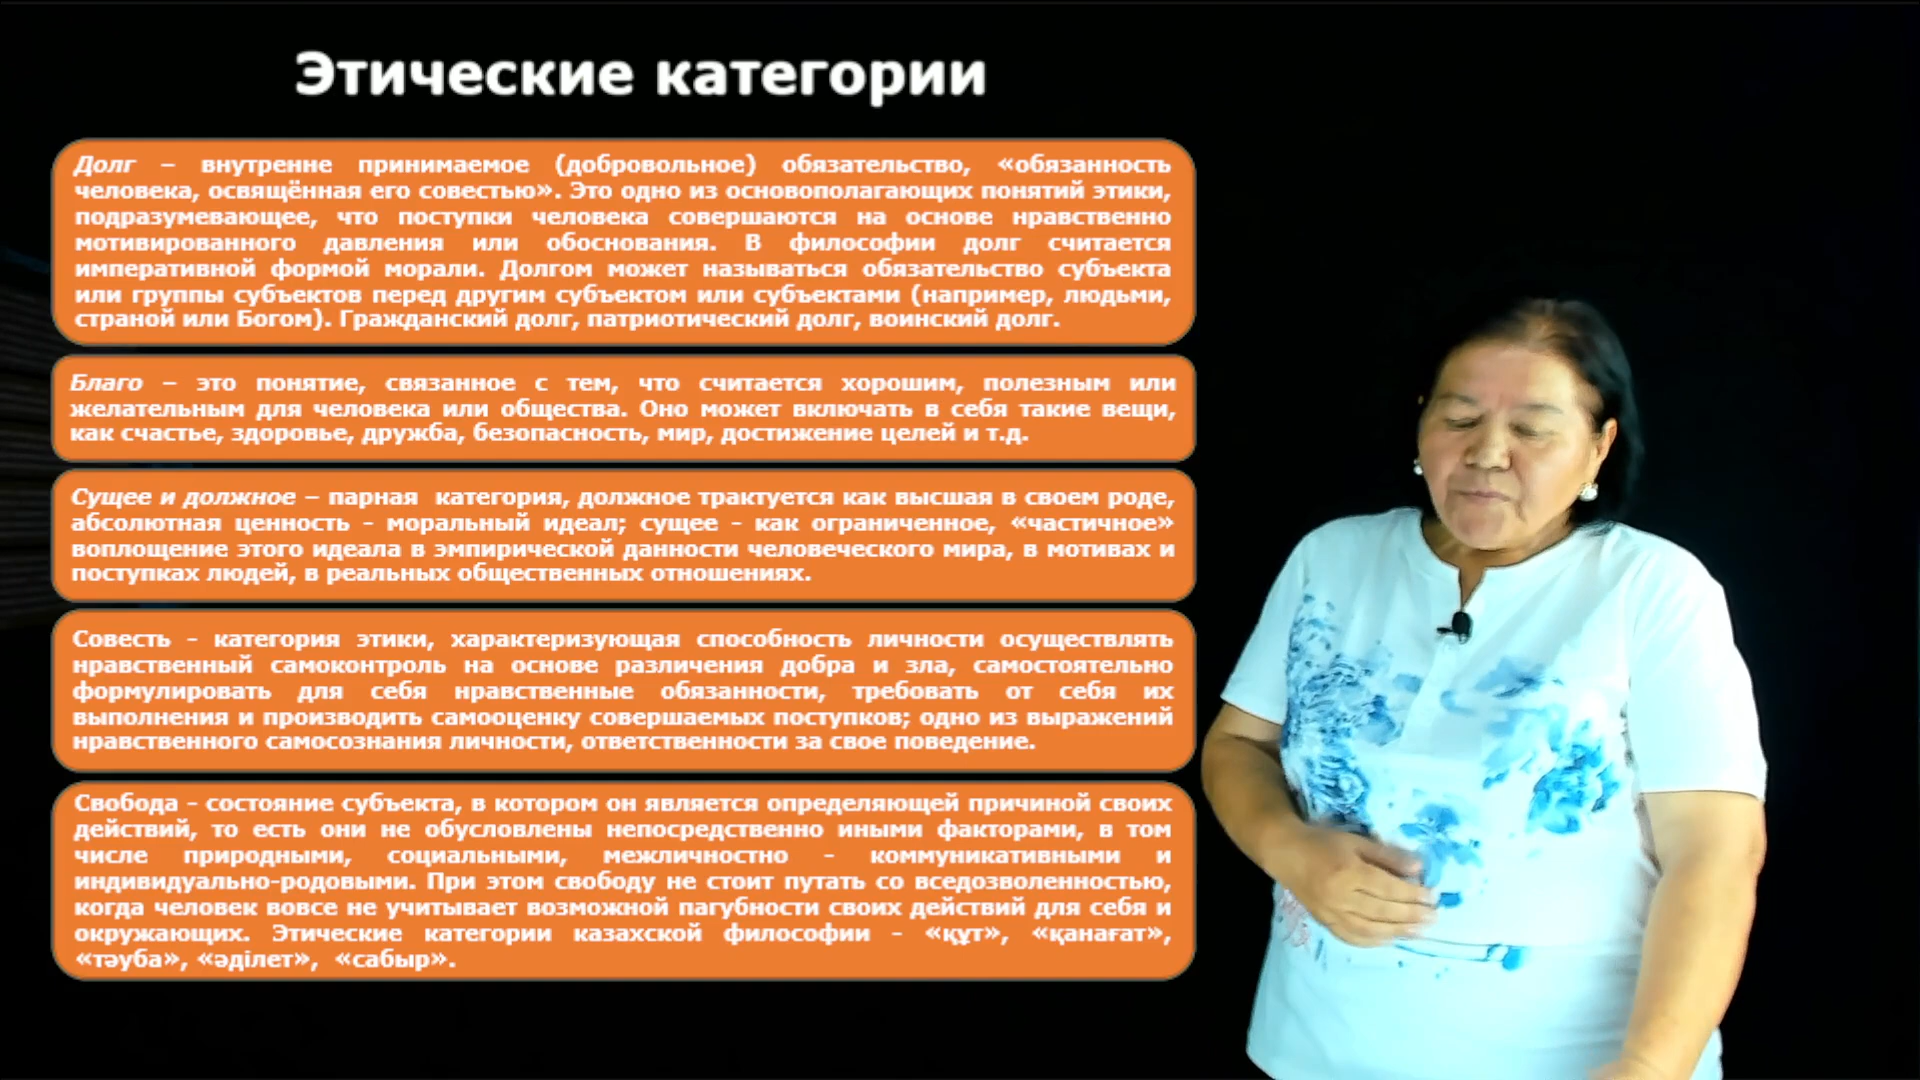 Этические категории
Долг – внутренне принимаемое (добровольное) обязательство, «обязанность
человека, освящённая его совестью». Это одно из основополагающих понятий этики,
подразумевающее, что поступки человека совершаются на основе нравственно
мотивированного давления или обоснования. В философии долг считается
императивной формой морали. Долгом может называться обязательство субъекта
или группы субъектов перед другим субъектом или субъектами (например, людьми,
страной или Богом). Гражданский долг, патриотический долг, воинский долг.
Благо – это понятие, связанное с тем, что считается хорошим, полезным или
желательным для человека или общества. Оно может включать в себя такие вещи,
как счастье, здоровье, дружба, безопасность, мир, достижение целей и т.д.
Сущее и должное – парная категория, должное трактуется как высшая в своем роде,
абсолютная ценность - моральный идеал; сущее - как ограниченное, «частичное»
воплощение этого идеала в эмпирической данности человеческого мира, в мотивах и
поступках людей, в реальных общественных отношениях.
Совесть - категория этики, характеризующая способность личности осуществлять
нравственный самоконтроль на основе различения добра и зла, самостоятельно
формулировать для себя нравственные обязанности, требовать от себя их
выполнения и производить самооценку совершаемых поступков; одно из выражений
нравственного самосознания личности, ответственности за свое поведение.
Свобода - состояние субъекта, в котором он является определяющей причиной своих
действий, то есть они не обусловлены непосредственно иными факторами, в том
числе природными, социальными, межличностно - коммуникативными и
индивидуально-родовыми. При этом свободу не стоит путать со вседозволенностью,
когда человек вовсе не учитывает возможной пагубности своих действий для себя и
окружающих. Этические категории казахской философии - «құт», «қанағат»,
«тәуба», «әділет», «сабыр».